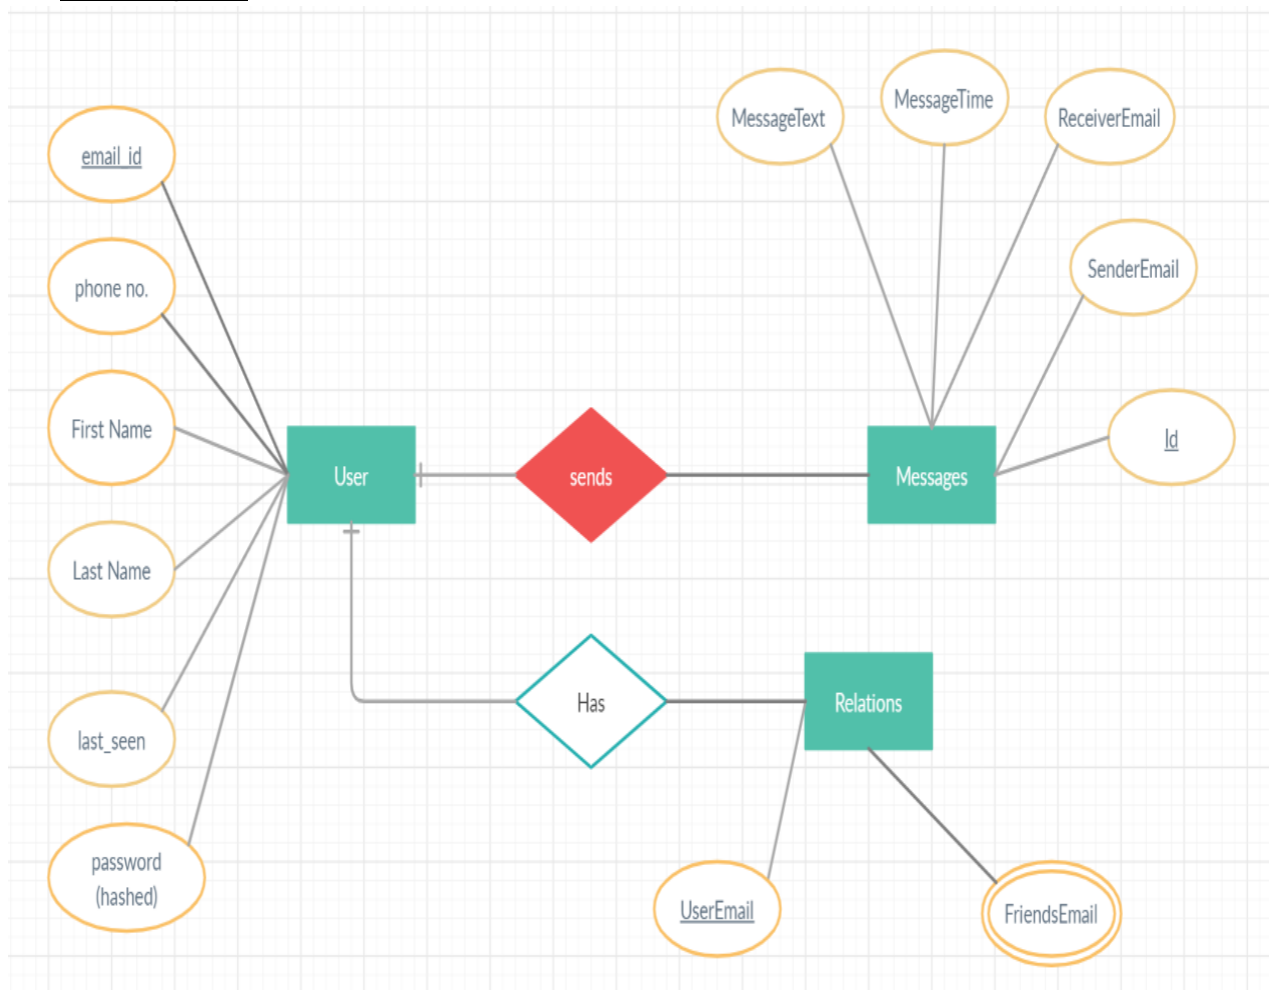 MessageText
MessageTime
ReceiverEmail
email_id
SenderEmail
phone no.
First Name
Id
User
sends
Messages
Last Name
Has
Relations
last_seen
password
(hashed)
UserEmail
FriendsEmail